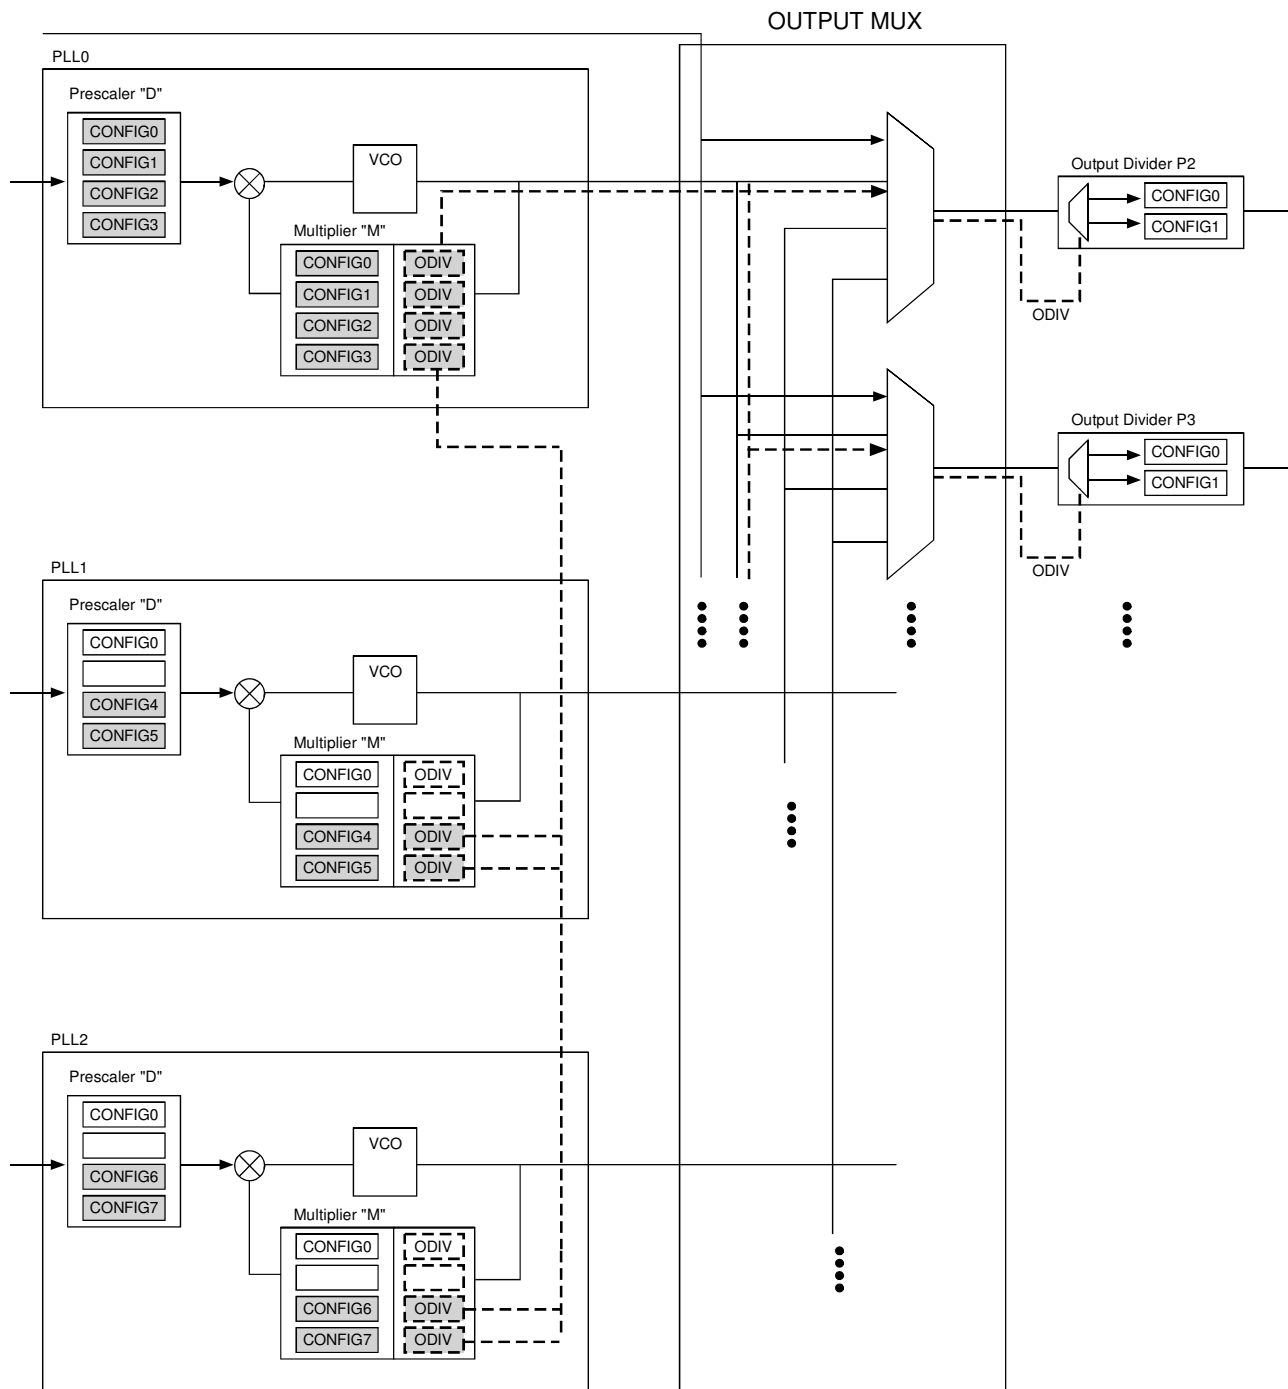 OUTPUT MUX
PLL0
Prescaler "D"
CONFIG0
CONFIG1
CONFIG2
CONFIG3
VCO
Multiplier "M"
CONFIG0 ODIV
CONFIG1 ODIV
CONFIG2 ODIV
CONFIG3 ODIV
Output Divider P2
CONFIG0
CONFIG1
ODIV
Output Divider P3
CONFIG0
CONFIG1
ODIV
PLL1
Prescaler "D"
CONFIG0
CONFIG4
CONFIG5
VCO
Multiplier "M"
CONFIG0 ODIV
CONFIG4 ODIV
CONFIG5 ODIV
PLL2
Prescaler "D"
CONFIG0
CONFIG6
CONFIG7
VCO
Multiplier "M"
CONFIG0 ODIV
CONFIG6 ODIV
CONFIG7 ODIV